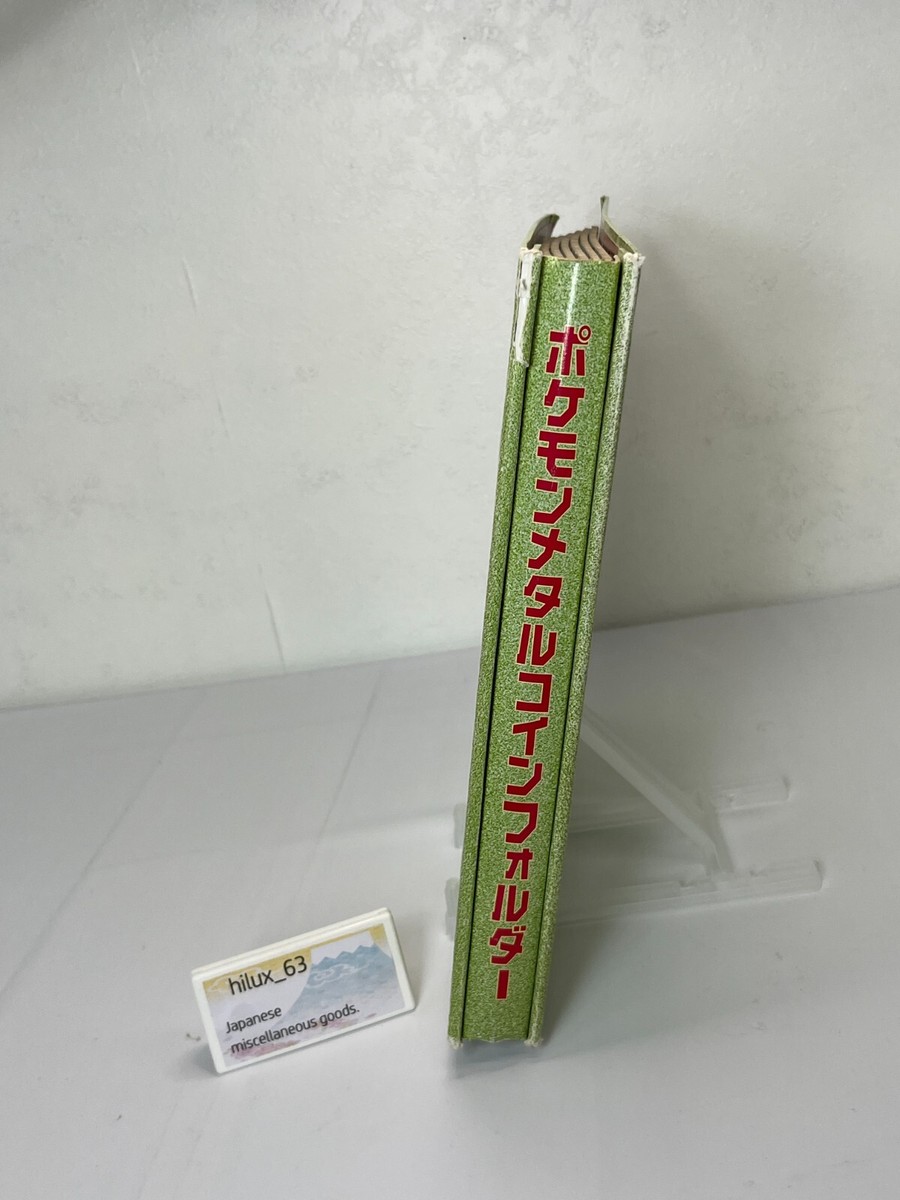 ポケモンメタルコインフォルダー
hilux_63
Japanese
miscellaneous goods.